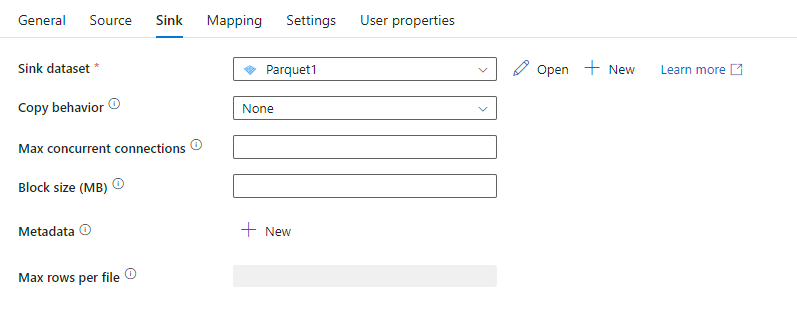 General Source Sink Mapping Settings User properties
Sink dataset * Parquet1 Open New Learn more
Copy behavior None
Max concurrent connections
Block size (MB)
Metadata New
Max rows per file